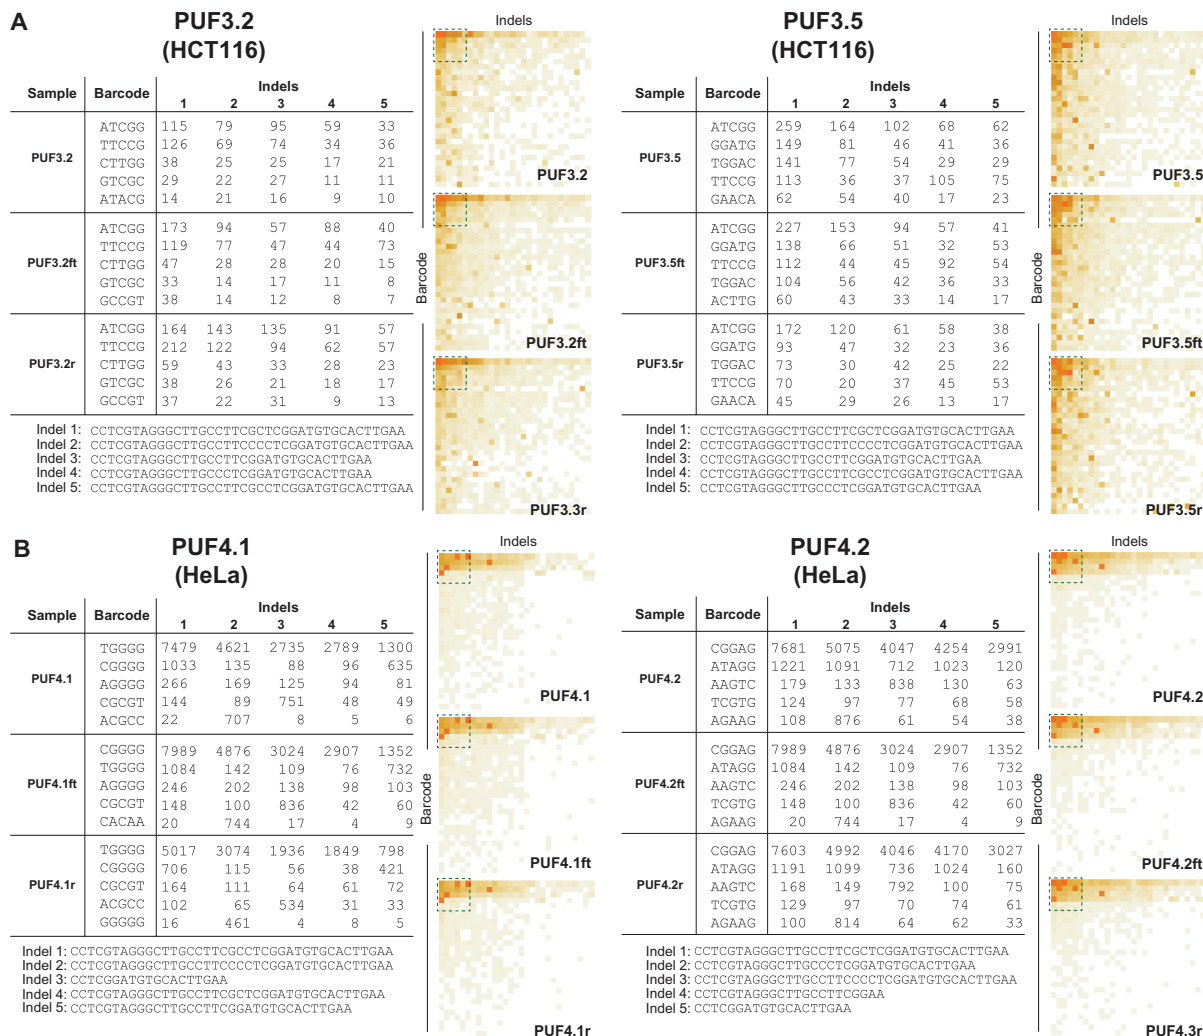 A
PUF3.2
(HCT116)
Sample Barcode Indels
1 2 3 4 5
PUF3.2
ATCGG 115 79 95 59 33
TTCCG 126 69 74 34 36
CTTGG 38 25 25 17 21
GTCGC 29 22 27 11 11
ATACG 14 21 16 9 10
PUF3.2ft
ATCGG 173 94 57 88 40
TTCCG 119 77 47 44 73
CTTGG 47 28 28 20 15
GTCGC 33 14 17 11 8
GCCGT 38 14 12 8 7
PUF3.2r
ATCGG 164 143 135 91 57
TTCCG 212 122 94 62 57
CTTGG 59 43 33 28 23
GTCGC 38 26 21 18 17
GCCGT 37 22 31 9 13
Indel 1: CCTCGTAGGGCTTGCCTTCGCTCGGATGTGCACTTGAA
Indel 2: CCTCGTAGGGCTTGCCTTCCCCTCGGATGTGCACTTGAA
Indel 3: CCTCGTAGGGCTTGCCTTCGGATGTGCACTTGAA
Indel 4: CCTCGTAGGGCTTGCCCTCGGATGTGCACTTGAA
Indel 5: CCTCGTAGGGCTTGCCTTCGCCTCGGATGTGCACTTGAA
Indels
Barcode
PUF3.2
PUF3.2ft
PUF3.3r
PUF3.5
(HCT116)
Sample Barcode Indels
1 2 3 4 5
PUF3.5
ATCGG 259 164 102 68 62
GGATG 149 81 46 41 36
TGGAC 141 77 54 29 29
TTCCG 113 36 37 105 75
GAACA 62 54 40 17 23
PUF3.5ft
ATCGG 227 153 94 57 41
GGATG 138 66 51 32 53
TTCCG 112 44 45 92 54
TGGAC 104 56 42 36 33
ACTTG 60 43 33 14 17
PUF3.5r
ATCGG 172 120 61 58 38
GGATG 93 47 32 23 36
TGGAC 73 30 42 25 22
TTCCG 70 20 37 45 53
GAACA 45 29 26 13 17
Indel 1: CCTCGTAGGGCTTGCCTTCGCTCGGATGTGCACTTGAA
Indel 2: CCTCGTAGGGCTTGCCTTCCCCTCGGATGTGCACTTGAA
Indel 3: CCTCGTAGGGCTTGCCTTCGGATGTGCACTTGAA
Indel 4: CCTCGTAGGGCTTGCCTTCGCCTCGGATGTGCACTTGAA
Indel 5: CCTCGTAGGGCTTGCCCTCGGATGTGCACTTGAA
Indels
Barcode
PUF3.5
PUF3.5ft
PUF3.5r
B
PUF4.1
(HeLa)
Sample Barcode Indels
1 2 3 4 5
PUF4.1
TGGGG 7479 4621 2735 2789 1300
CGGGG 1033 135 88 96 635
AGGGG 266 169 125 94 81
CGCGT 144 89 751 48 49
ACGCC 22 707 8 5 6
PUF4.1ft
CGGGG 7989 4876 3024 2907 1352
TGGGG 1084 142 109 76 732
AGGGG 246 202 138 98 103
CGCGT 148 100 836 42 60
CACAA 20 744 17 4 9
PUF4.1r
TGGGG 5017 3074 1936 1849 798
CGGGG 706 115 56 38 421
CGCGT 164 111 64 61 72
ACGCC 102 65 534 31 33
GGGGG 16 461 4 8 5
Indel 1: CCTCGTAGGGCTTGCCTTCGCCTCGGATGTGCACTTGAA
Indel 2: CCTCGTAGGGCTTGCCTTCCCCTCGGATGTGCACTTGAA
Indel 3: CCTCGGATGTGCACTTGAA
Indel 4: CCTCGTAGGGCTTGCCTTCGCTCGGATGTGCACTTGAA
Indel 5: CCTCGTAGGGCTTGCCTTCGGATGTGCACTTGAA
Indels
Barcode
PUF4.1
PUF4.1ft
PUF4.1r
PUF4.2
(HeLa)
Sample Barcode Indels
1 2 3 4 5
PUF4.2
CGGAG 7681 5075 4047 4254 2991
ATAGG 1221 1091 712 1023 120
AAGTC 179 133 838 130 63
TCGTG 124 97 77 68 58
AGAAG 108 876 61 54 38
PUF4.2ft
CGGAG 7989 4876 3024 2907 1352
ATAGG 1084 142 109 76 732
AAGTC 246 202 138 98 103
TCGTG 148 100 836 42 60
AGAAG 20 744 17 4 9
PUF4.2r
CGGAG 7603 4992 4046 4170 3027
ATAGG 1191 1099 736 1024 160
AAGTC 168 149 792 100 75
TCGTG 129 97 70 74 61
AGAAG 100 814 64 62 33
Indel 1: CCTCGTAGGGCTTGCCTTCGCTCGGATGTGCACTTGAA
Indel 2: CCTCGTAGGGCTTGCCCTCGGATGTGCACTTGAA
Indel 3: CCTCGTAGGGCTTGCCTTCCCCTCGGATGTGCACTTGAA
Indel 4: CCTCGTAGGGCTTGCCTTCGGAA
Indel 5: CCTCGGATGTGCACTTGAA
Indels
Barcode
PUF4.2
PUF4.2ft
PUF4.3r